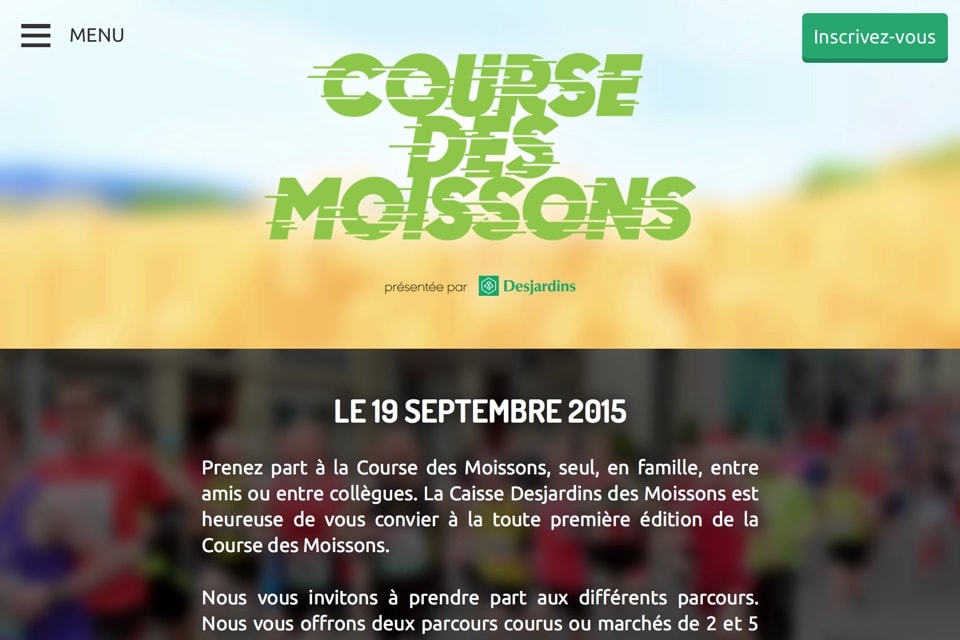 MENU
Inscrivez-vous
COURSE
DES
MOISSONS
présentée par Desjardins
LE 19 SEPTEMBRE 2015
Prenez part à la Course des Moissons, seul, en famille, entre
amis ou entre collègues. La Caisse Desjardins des Moissons est
heureuse de vous convier à la toute première édition de la
Course des Moissons.
Nous vous invitons à prendre part aux différents parcours.
Nous vous offrons deux parcours courus ou marchés de 2 et 5